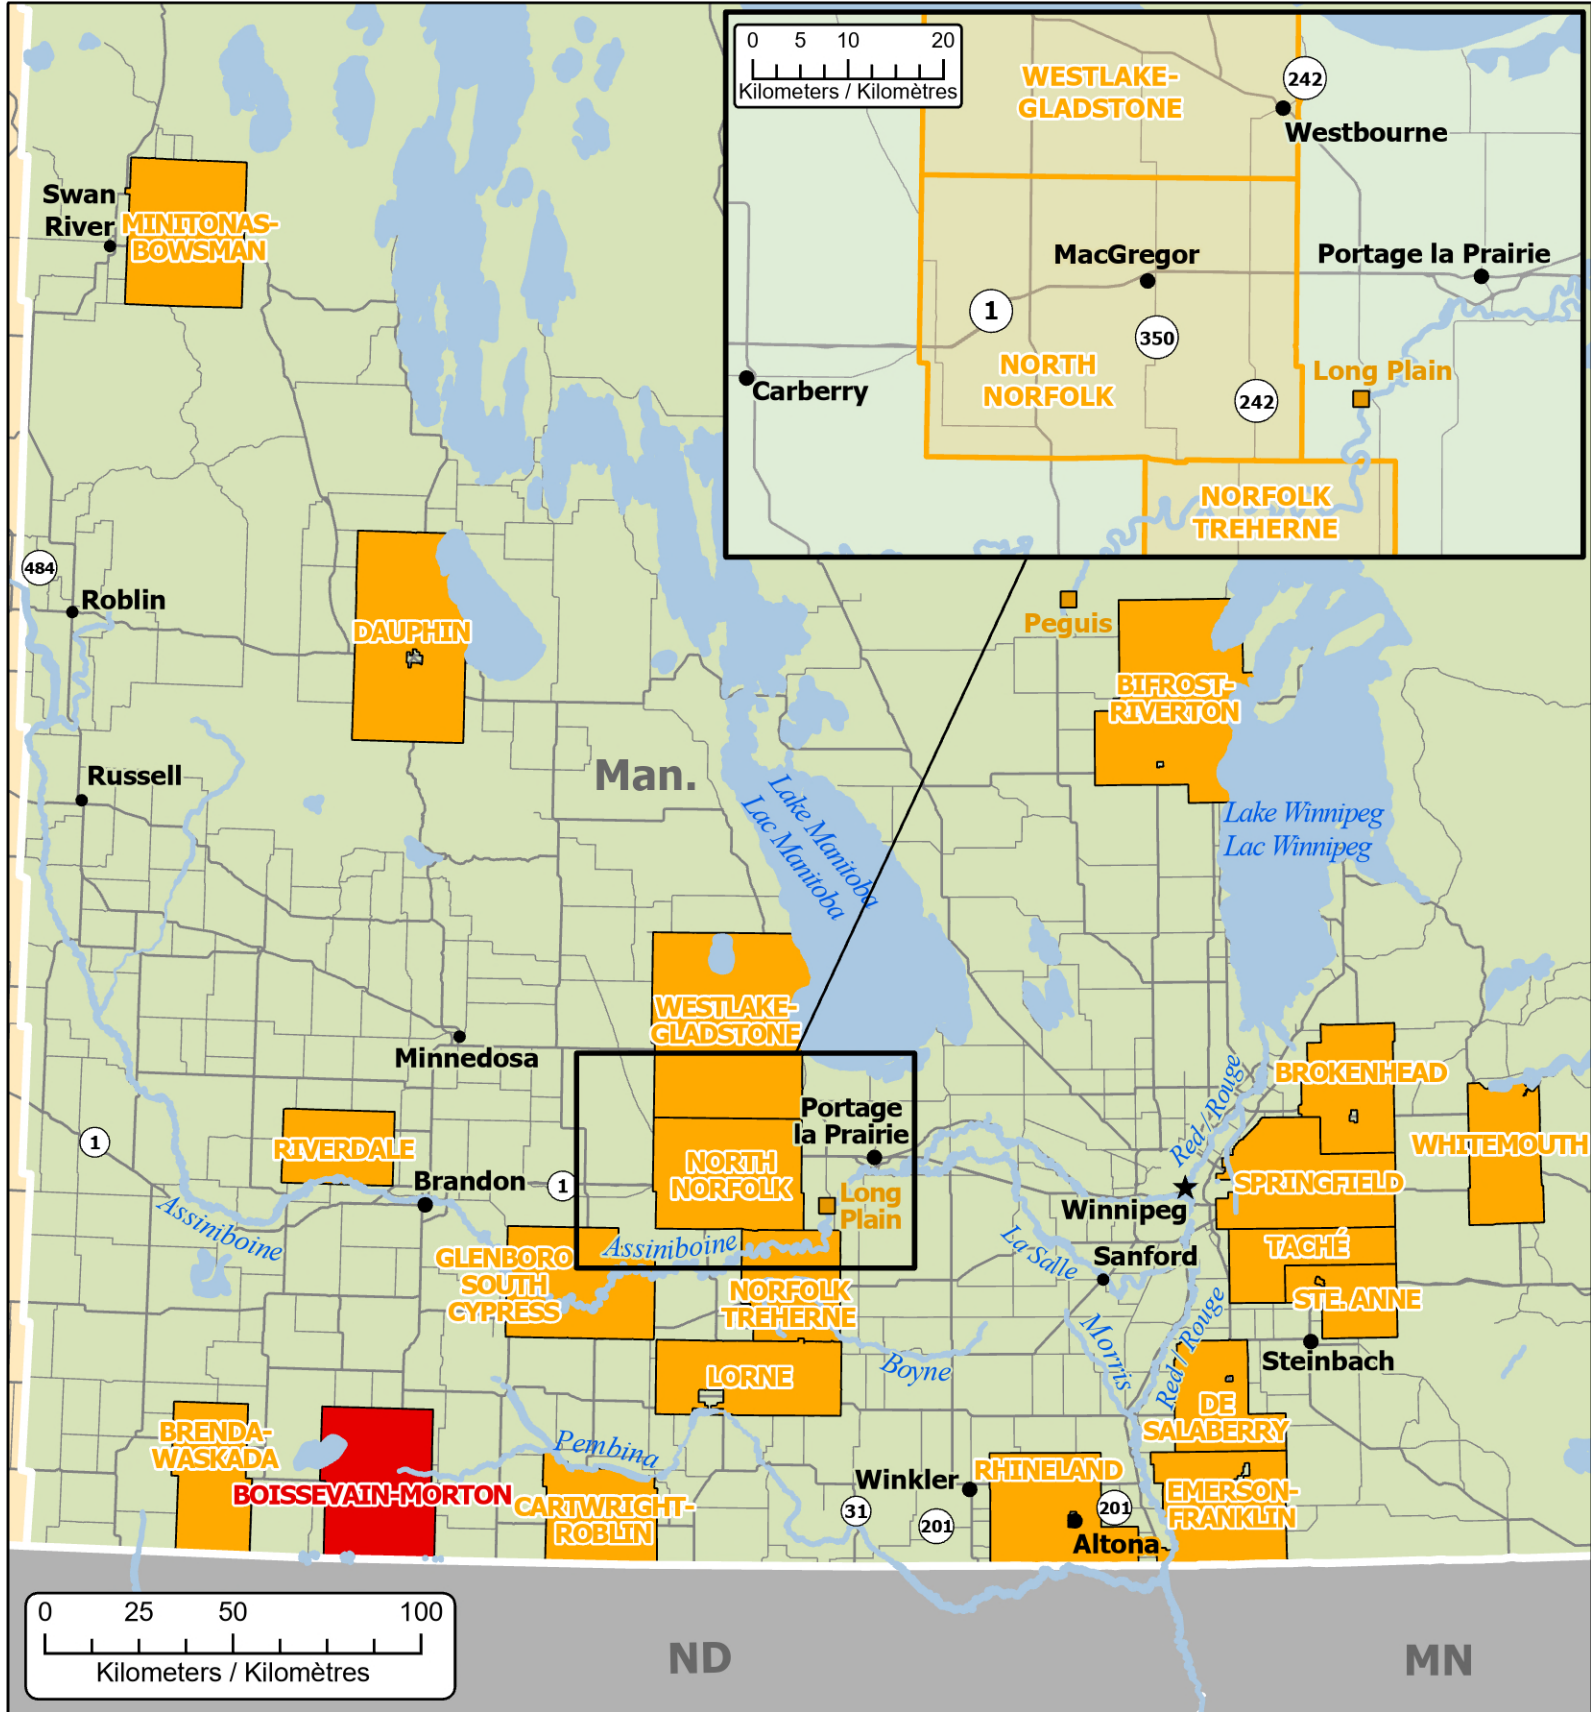 0 5 10 20
Kilometers / Kilomètres
WESTLAKE-
GLADSTONE
242
Westbourne
MacGregor
Portage la Prairie
1
350
NORTH
NORFOLK
Long Plain
242
Carberry
NORFOLK
TREHERNE
Swan
River
MINITONAS-
BOWSMAN
484
Roblin
DAUPHIN
Peguis
BIFROST-
RIVERTON
Russell
Man.
Lake Manitoba
Lac Manitoba
Lake Winnipeg
Lac Winnipeg
WESTLAKE-
GLADSTONE
Minnedosa
BROKENHEAD
Portage
la Prairie
Red / Rouge
1
RIVERDALE
WHITEMOUTH
NORTH
NORFOLK
Brandon
1
SPRINGFIELD
Long
Plain
Winnipeg
Assiniboine
Assiniboine
La Salle
Sanford
TACHÉ
GLENBORO
SOUTH
CYPRESS
NORFOLK
TREHERNE
STE. ANNE
Morris
Red / Rouge
Steinbach
Boyne
LORNE
DE
SALABERRY
BRENDA-
WASKADA
Pembina
BOISSEVAIN-MORTON
CARTWRIGHT-
ROBLIN
Winkler
RHINELAND
31
201
201
EMERSON-
FRANKLIN
Altona
0 25 50 100
Kilometers / Kilomètres
ND
MN